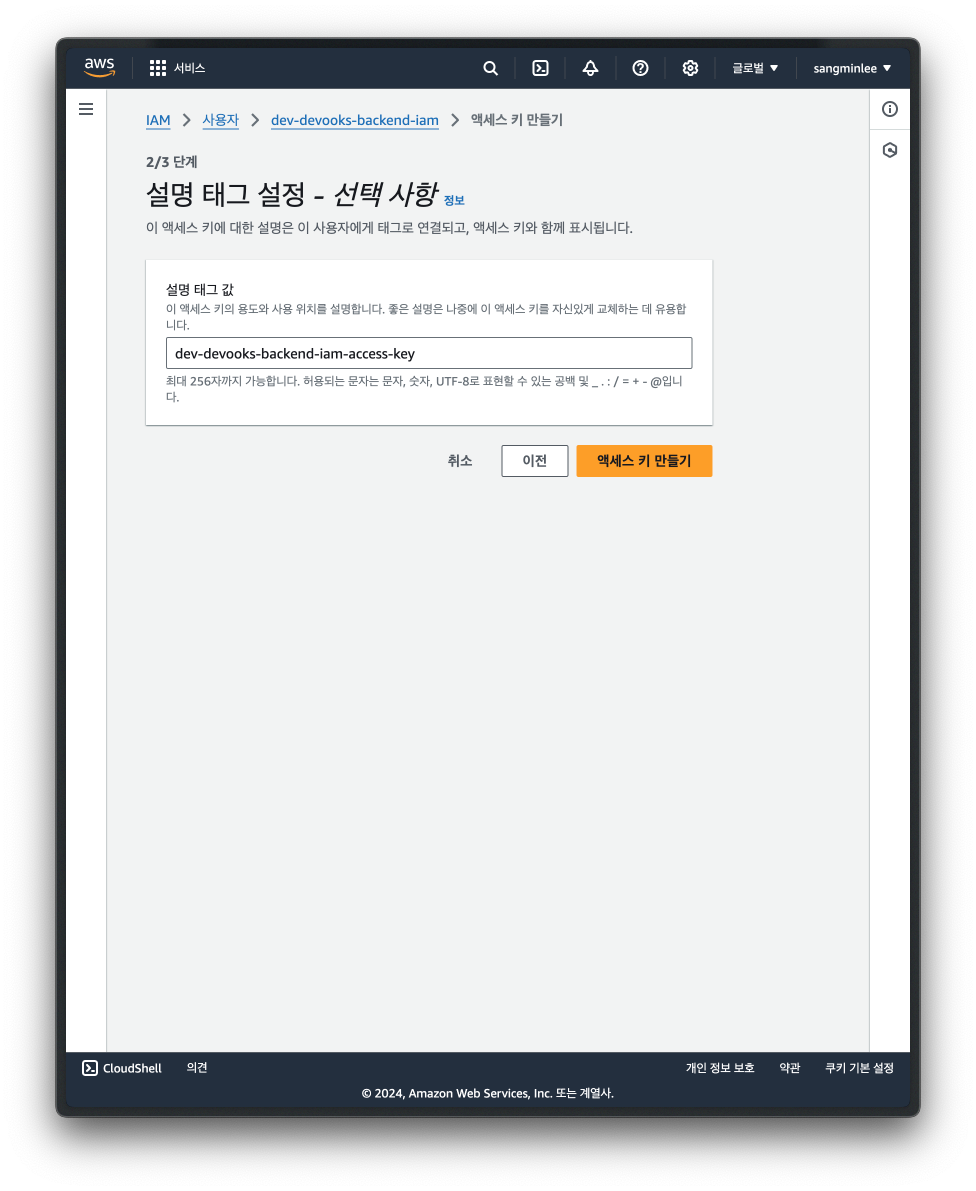 aws
서비스
글로벌
sangminlee
IAM
사용자
dev-devooks-backend-iam
액세스 키 만들기
2/3 단계
설명 태그 설정 - 선택 사항 정보
이 액세스 키에 대한 설명은 이 사용자에게 태그로 연결되고, 액세스 키와 함께 표시됩니다.
설명 태그 값
이 액세스 키의 용도와 사용 위치를 설명합니다. 좋은 설명은 나중에 이 액세스 키를 자신있게 교체하는 데 유용합
니다.
dev-devooks-backend-iam-access-key
최대 256자까지 가능합니다. 허용되는 문자는 문자, 숫자, UTF-8로 표현할 수 있는 공백 및 _ . : / = + - @입니
다.
취소
이전
액세스 키 만들기
CloudShell
의견
개인 정보 보호
약관
쿠키 기본 설정
© 2024, Amazon Web Services, Inc. 또는 계열사.